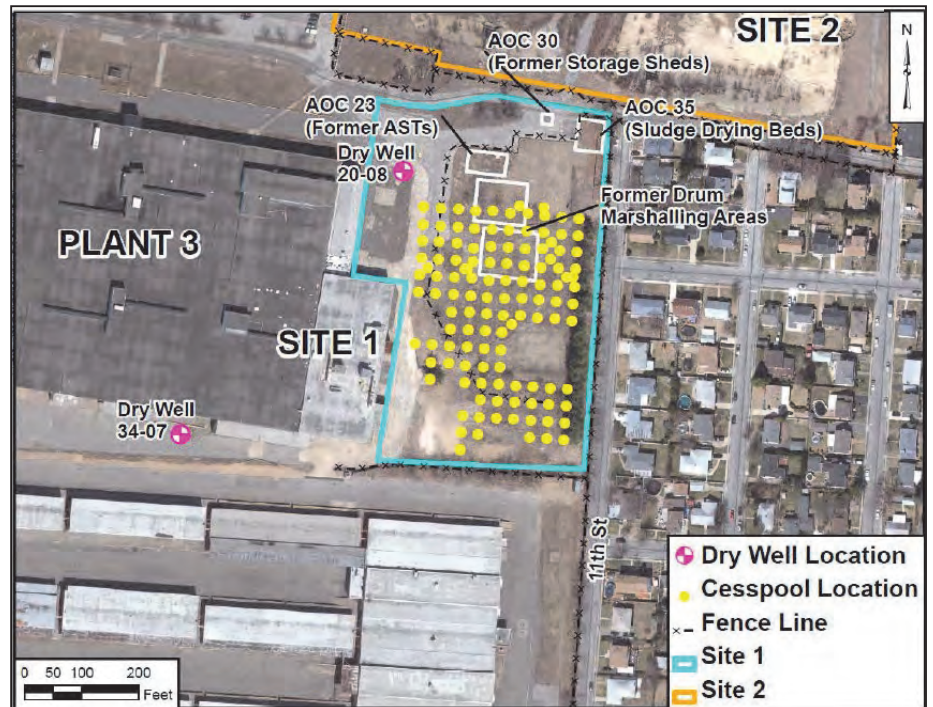 SITE 2
N
AOC 30
(Former Storage Sheds)
AOC 23
(Former ASTs)
AOC 35
(Sludge Drying Beds)
Dry Well
20-08
Former Drum
Marshalling Areas
PLANT 3
SITE 1
Dry Well
34-07
11th St
Dry Well Location
Cesspool Location
Fence Line
Site 1
Site 2
0 50 100 200
Feet